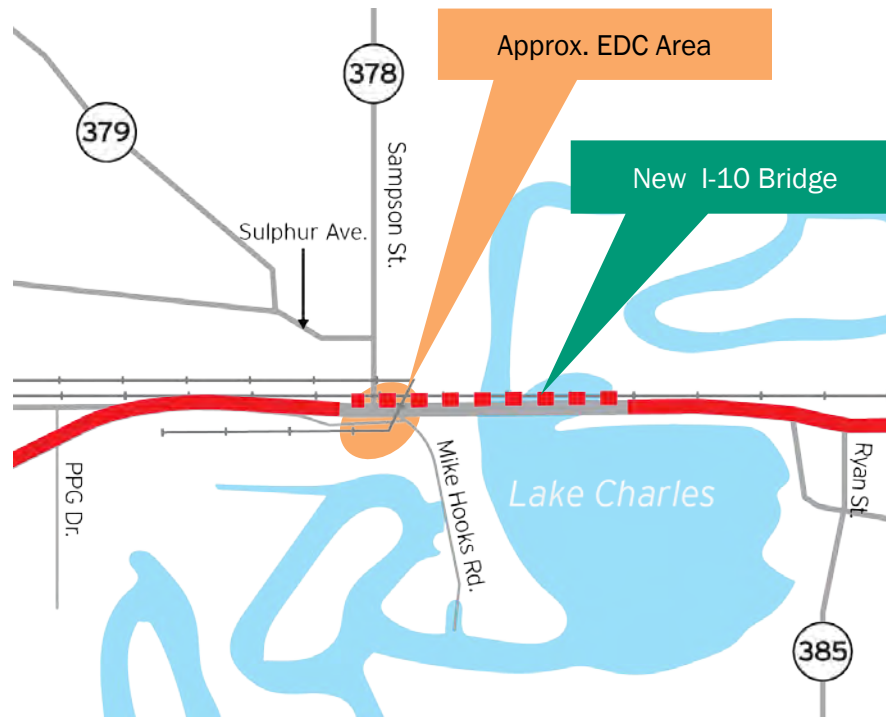 Approx. EDC Area
378
379
Sampson St.
New I-10 Bridge
Sulphur Ave.
PPG Dr.
Mike Hooks Rd.
Lake Charles
Ryan St.
385